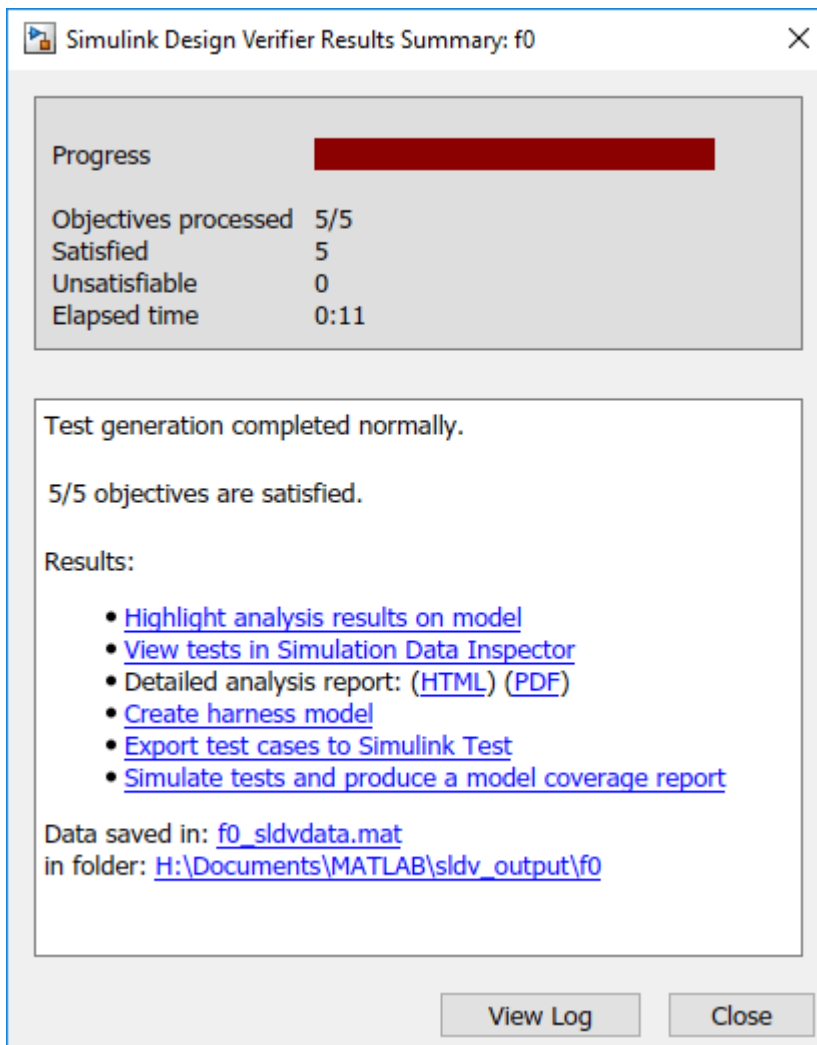 Simulink Design Verifier Results Summary: f0
Progress
Objectives processed 5/5
Satisfied 5
Unsatisfiable 0
Elapsed time 0:11
Test generation completed normally.
5/5 objectives are satisfied.
Results:
• Highlight analysis results on model
• View tests in Simulation Data Inspector
• Detailed analysis report: (HTML) (PDF)
• Create harness model
• Export test cases to Simulink Test
• Simulate tests and produce a model coverage report
Data saved in: f0_sldvdata.mat
in folder: H:\Documents\MATLAB\sldv_output\f0
View Log Close